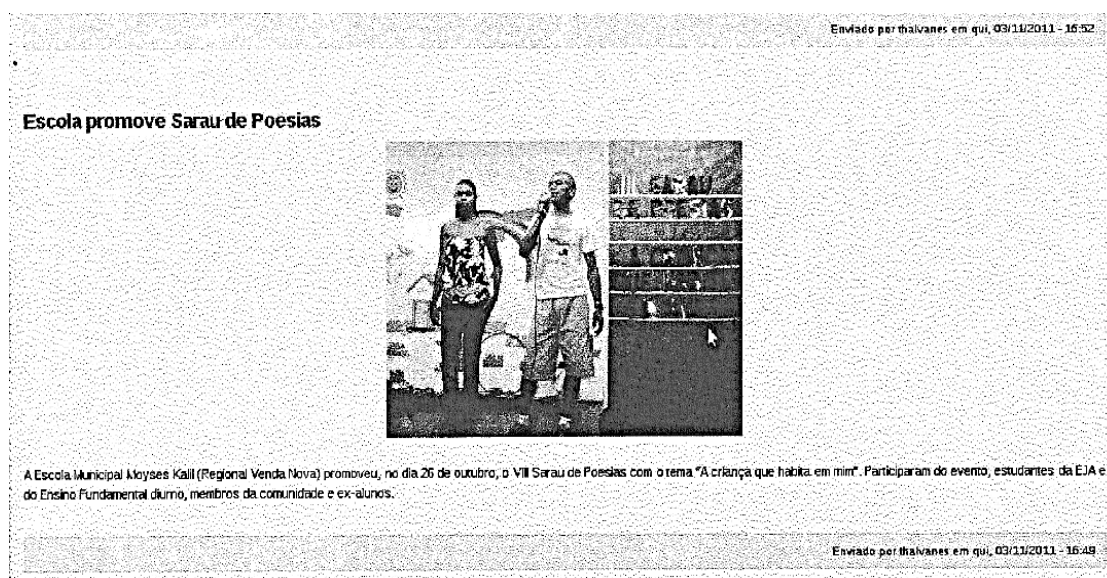 Enviado por thalvanes em qui, 03/11/2011 - 16:52
Escola promove Sarau de Poesias
SARAU
DE POESIA
A Escola Municipal Moyses Kalil (Regional Venda Nova) promoveu, no dia 26 de outubro, o VIII Sarau de Poesias com o tema "A criança que habita em mim". Participaram do evento, estudantes da EJA e
do Ensino Fundamental diurno, membros da comunidade e ex-alunos.
Enviado por thalvanes em qui, 03/11/2011 - 16:49